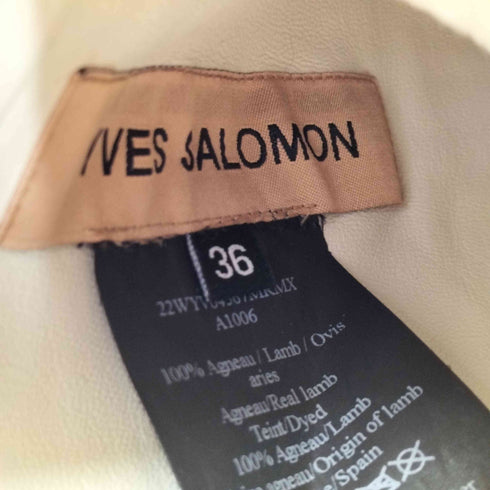 YVES SALOMON
36
A1006
100% Agneau / Lamb / Ovis
aries
Agneau/Real lamb
Teint/Dyed
100% Agneau/Lamb
Origin of lamb
/Spain